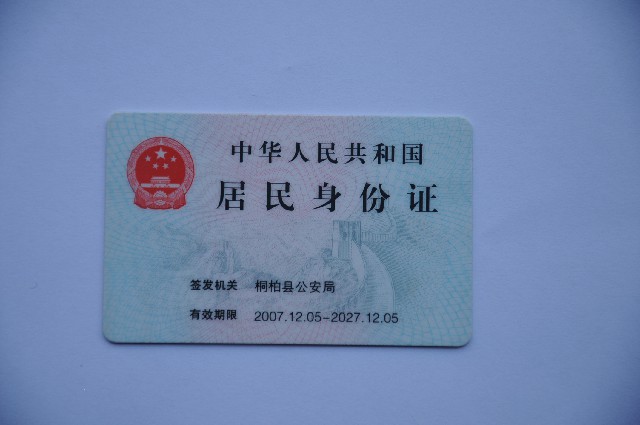 中华人民共和国
居民身份证
签发机关 桐柏县公安局
有效期限 2007.12.05-2027.12.05